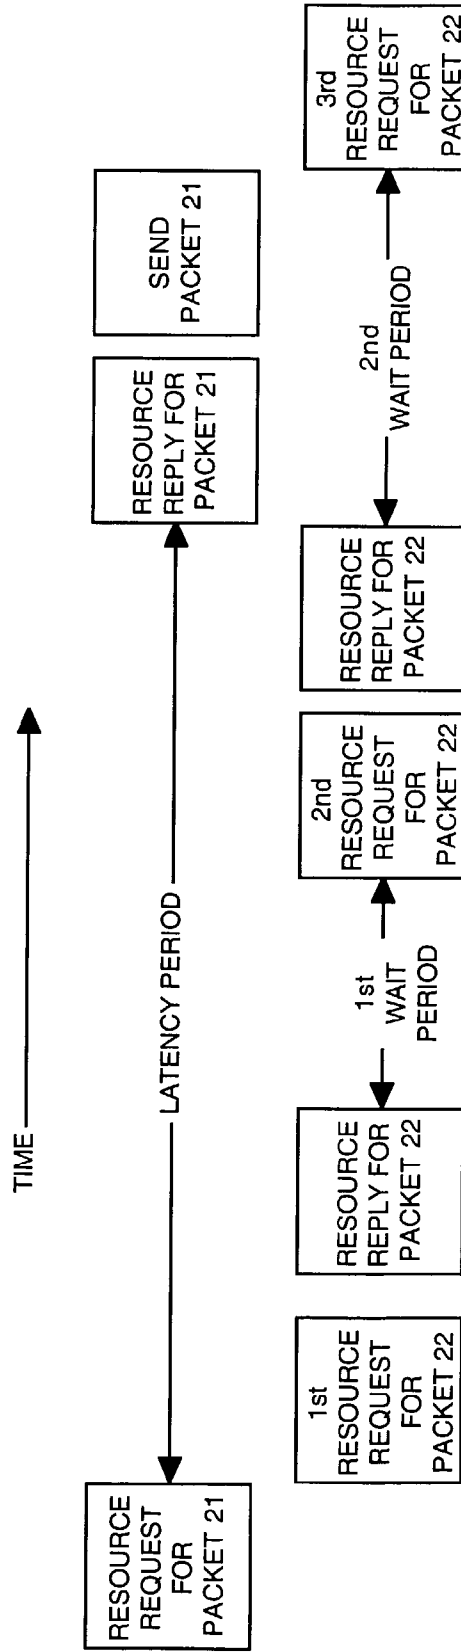 TIME
RESOURCE
REQUEST
FOR
PACKET 21
LATENCY PERIOD
RESOURCE
REPLY FOR
PACKET 21
SEND
PACKET 21
1st
RESOURCE
REQUEST
FOR
PACKET 22
RESOURCE
REPLY FOR
PACKET 22
1st
WAIT
PERIOD
2nd
RESOURCE
REQUEST
FOR
PACKET 22
RESOURCE
REPLY FOR
PACKET 22
2nd
WAIT PERIOD
3rd
RESOURCE
REQUEST
FOR
PACKET 22